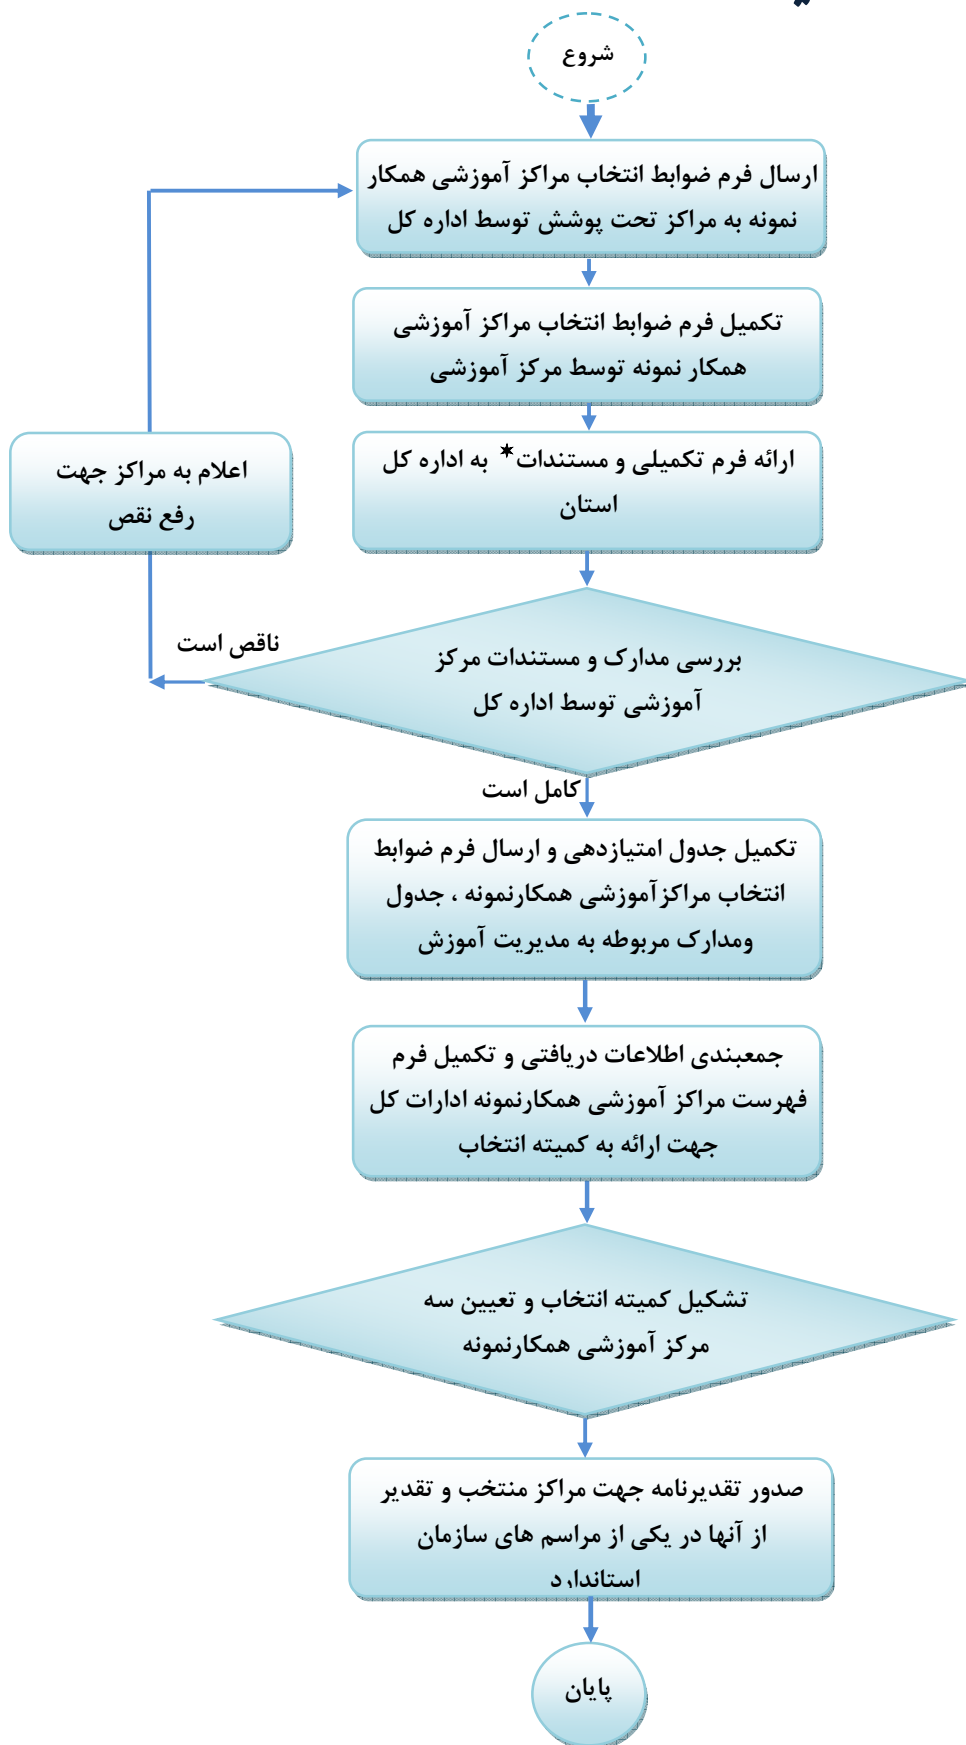 شروع
ارسال فرم ضوابط انتخاب مراکز آموزشی همکار
نمونه به مراکز تحت پوشش توسط اداره کل
تکمیل فرم ضوابط انتخاب مراکز آموزشی
همکار نمونه توسط مرکز آموزشی
ارائه فرم تکمیلی و مستندات* به اداره کل
استان
اعلام به مراکز جهت
رفع نقص
ناقص است
بررسی مدارک و مستندات مرکز
آموزشی توسط اداره کل
کامل است
تکمیل جدول امتیازدهی و ارسال فرم ضوابط
انتخاب مراکزآموزشی همکارنمونه ، جدول
ومدارک مربوطه به مدیریت آموزش
جمعبندی اطلاعات دریافتی و تکمیل فرم
فهرست مراکز آموزشی همکارنمونه ادارات کل
جهت ارائه به کمیته انتخاب
تشکیل کمیته انتخاب و تعیین سه
مرکز آموزشی همکارنمونه
صدور تقدیرنامه جهت مراکز منتخب و تقدیر
از آنها در یکی از مراسم های سازمان
استاندارد
پایان